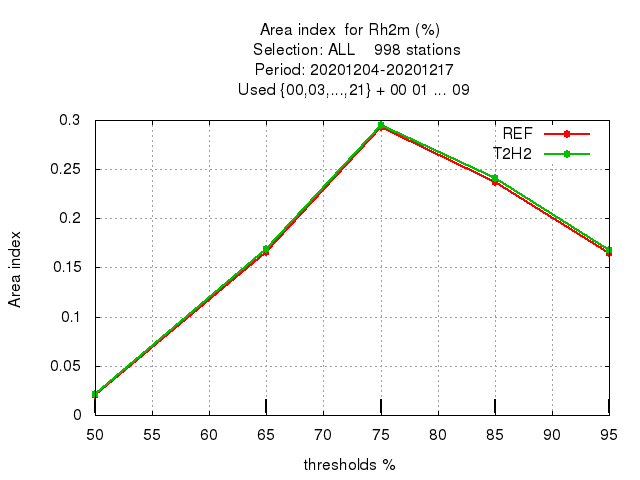 Area index for Rh2m (%)
Selection: ALL 998 stations
Period: 20201204-20201217
Used {00,03,...,21} + 00 01 ... 09
0.3
0.25
0.2
0.15
0.1
0.05
0
Area index
REF
T2H2
50 55 60 65 70 75 80 85 90 95
thresholds %